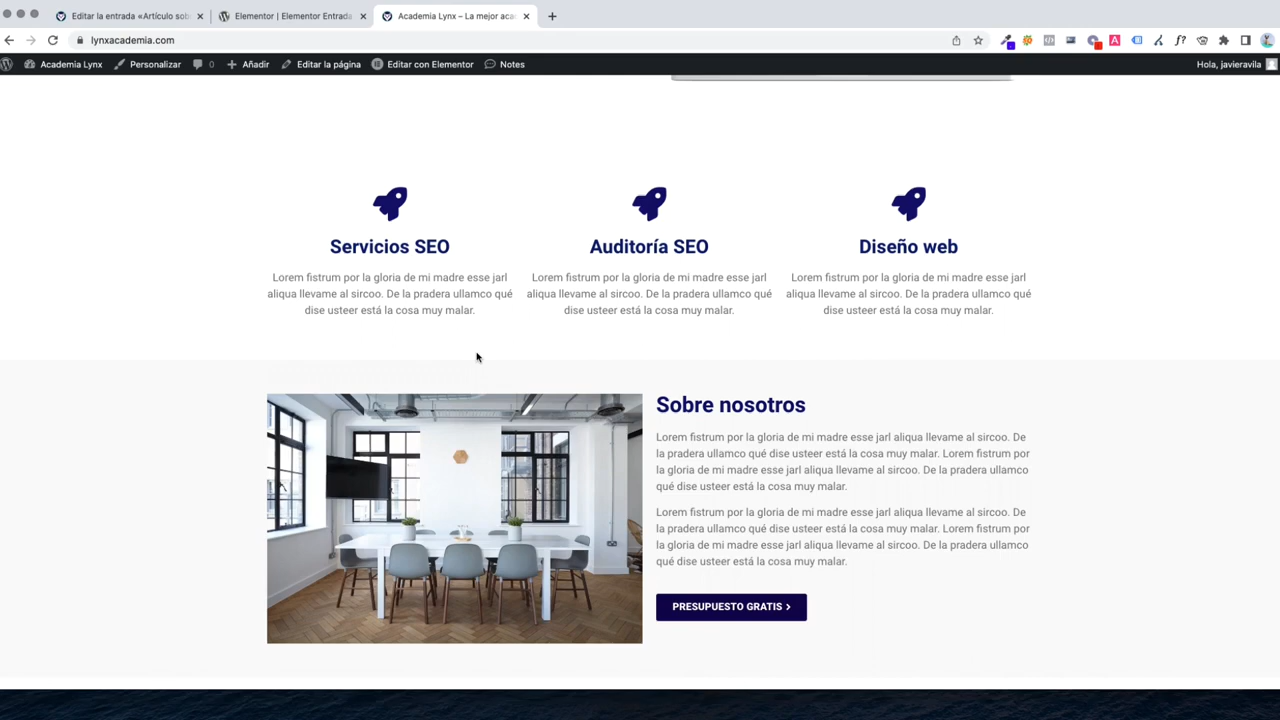 Editar la entrada «Artículo sob
Elementor | Elementor Entrada
Academia Lynx – La mejor aca
lynxacademia.com
Academia Lynx
Personalizar
0
Añadir
Editar la página
Editar con Elementor
Notes
Hola, javieravila
Servicios SEO
Lorem fistrum por la gloria de mi madre esse jarl
aliqua llevame al sircoo. De la pradera ullamco qué
dise usteer está la cosa muy malar.
Auditoría SEO
Lorem fistrum por la gloria de mi madre esse jarl
aliqua llevame al sircoo. De la pradera ullamco qué
dise usteer está la cosa muy malar.
Diseño web
Lorem fistrum por la gloria de mi madre esse jarl
aliqua llevame al sircoo. De la pradera ullamco qué
dise usteer está la cosa muy malar.
Sobre nosotros
Lorem fistrum por la gloria de mi madre esse jarl aliqua llevame al sircoo. De
la pradera ullamco qué dise usteer está la cosa muy malar. Lorem fistrum por
la gloria de mi madre esse jarl aliqua llevame al sircoo. De la pradera ullamco
qué dise usteer está la cosa muy malar.
Lorem fistrum por la gloria de mi madre esse jarl aliqua llevame al sircoo. De
la pradera ullamco qué dise usteer está la cosa muy malar. Lorem fistrum por
la gloria de mi madre esse jarl aliqua llevame al sircoo. De la pradera ullamco
qué dise usteer está la cosa muy malar.
PRESUPUESTO GRATIS